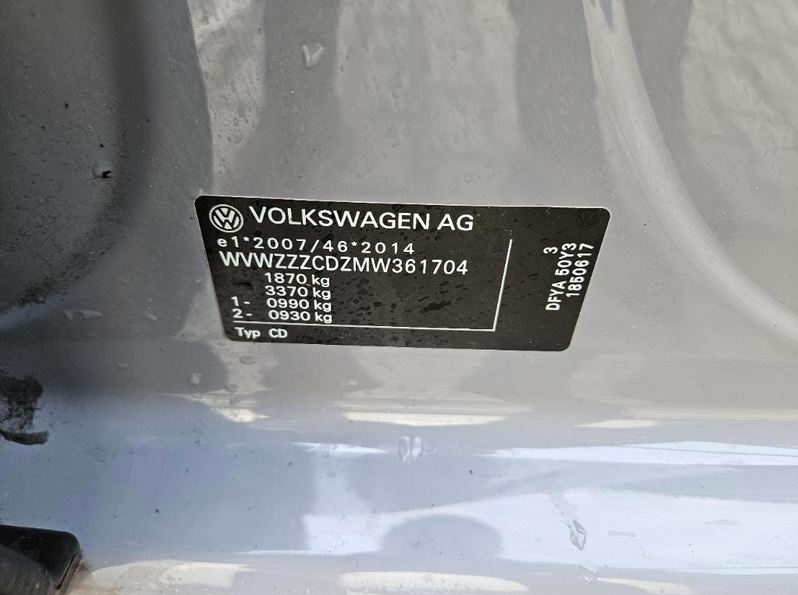 VOLKSWAGEN AG
e1*2007/46*2014
WVWZZZCDZMW361704
1870 kg
3370 kg
1- 0990 kg
2- 0930 kg
Typ CD
3
DFYA 50Y3
1850617